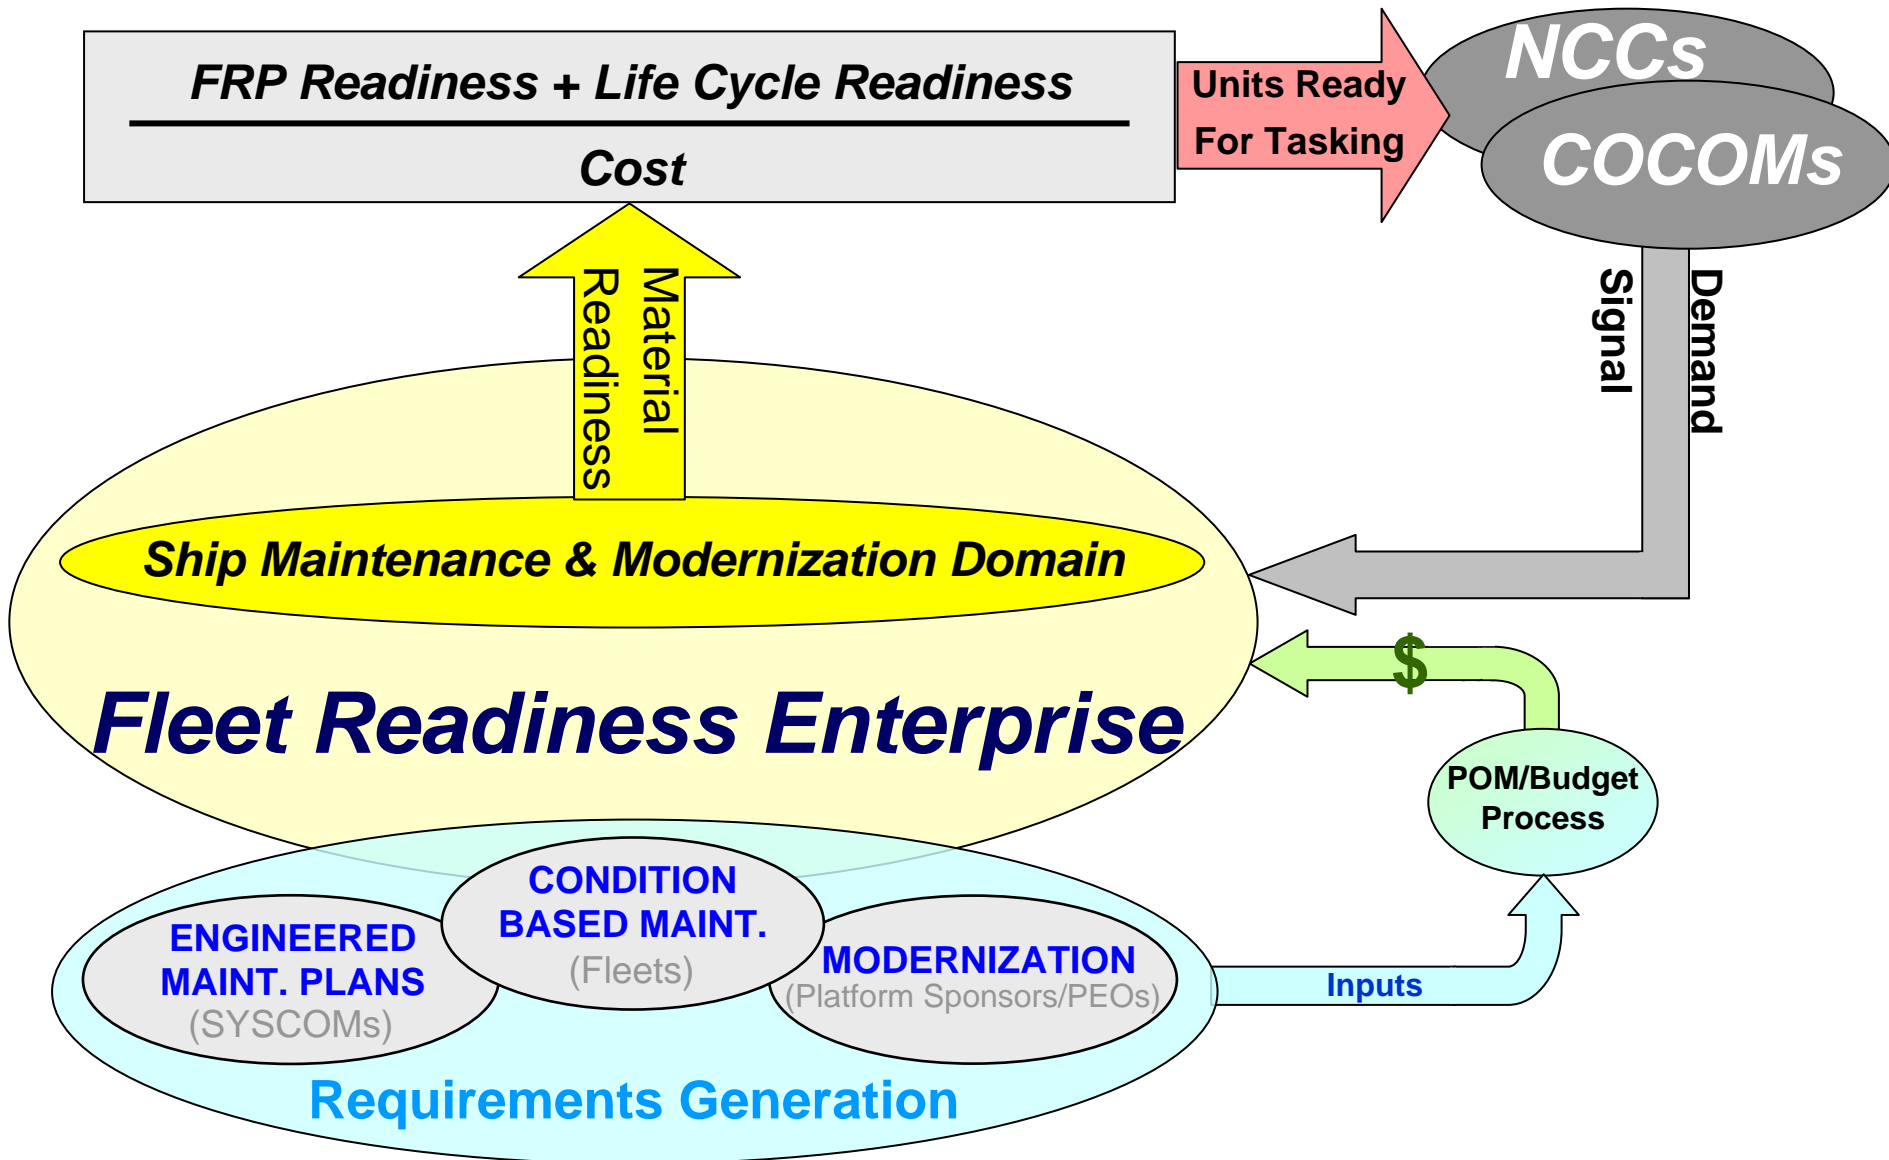 FRP Readiness + Life Cycle Readiness
Cost
Units Ready
For Tasking
NCCs
COCOMs
Demand
Signal
Material
Readiness
Ship Maintenance & Modernization Domain
$
Fleet Readiness Enterprise
POM/Budget
Process
CONDITION
BASED MAINT.
(Fleets)
ENGINEERED
MAINT. PLANS
(SYSCOMs)
MODERNIZATION
(Platform Sponsors/PEOs)
Inputs
Requirements Generation